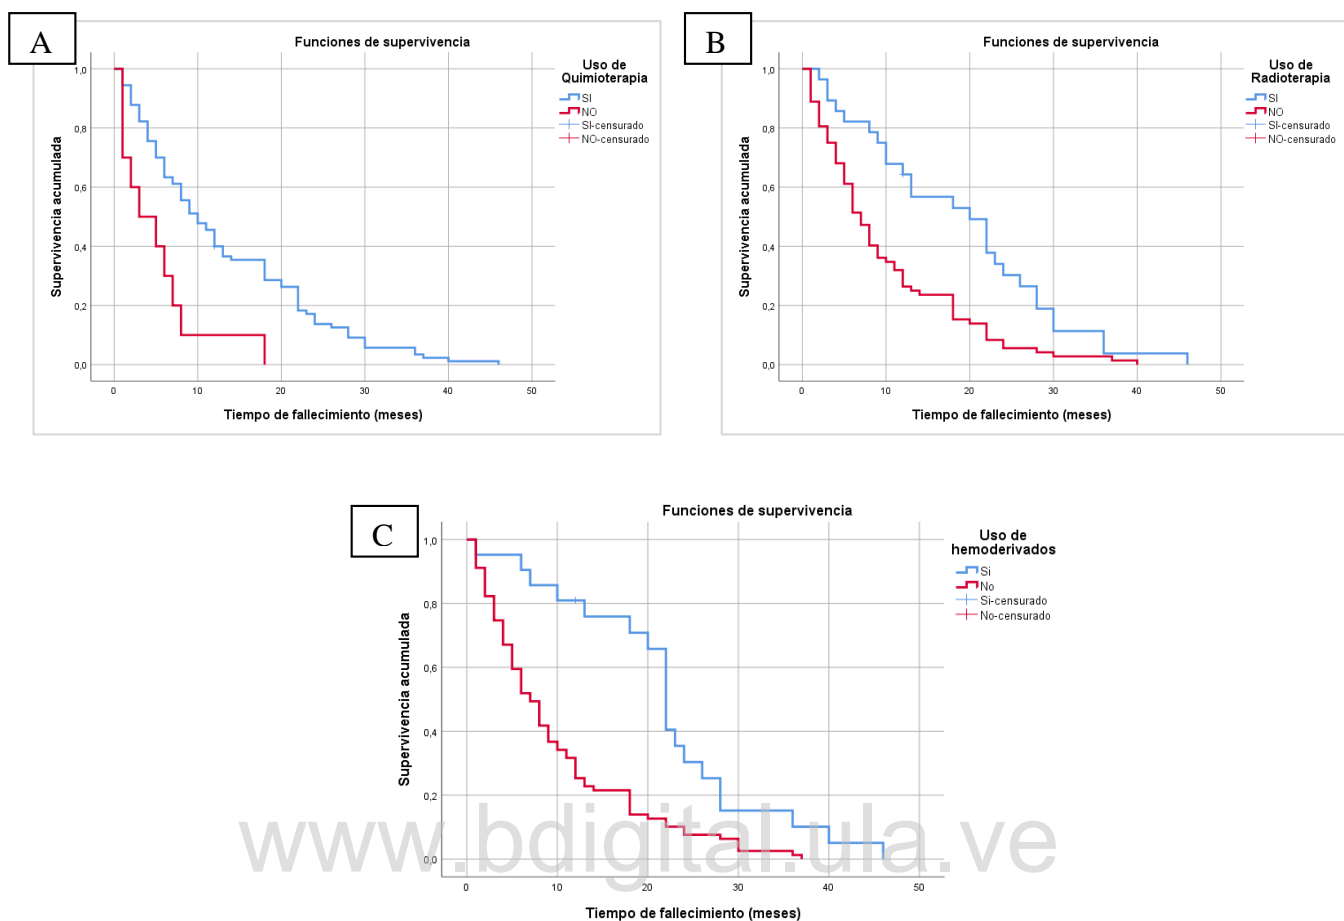 A
Funciones de supervivencia
Uso de
Quimioterapia
SI
NO
SI-censurado
NO-censurado
1,0
0,8
0,6
0,4
0,2
0,0
Supervivencia acumulada
0 10 20 30 40 50
Tiempo de fallecimiento (meses)
B
Funciones de supervivencia
Uso de
Radioterapia
SI
NO
SI-censurado
NO-censurado
1,0
0,8
0,6
0,4
0,2
0,0
Supervivencia acumulada
0 10 20 30 40 50
Tiempo de fallecimiento (meses)
C
Funciones de supervivencia
Uso de
hemoderivados
Si
No
Si-censurado
No-censurado
1,0
0,8
0,6
0,4
0,2
0,0
Supervivencia acumulada
0 10 20 30 40 50
Tiempo de fallecimiento (meses)
www.bdigital.ula.ve